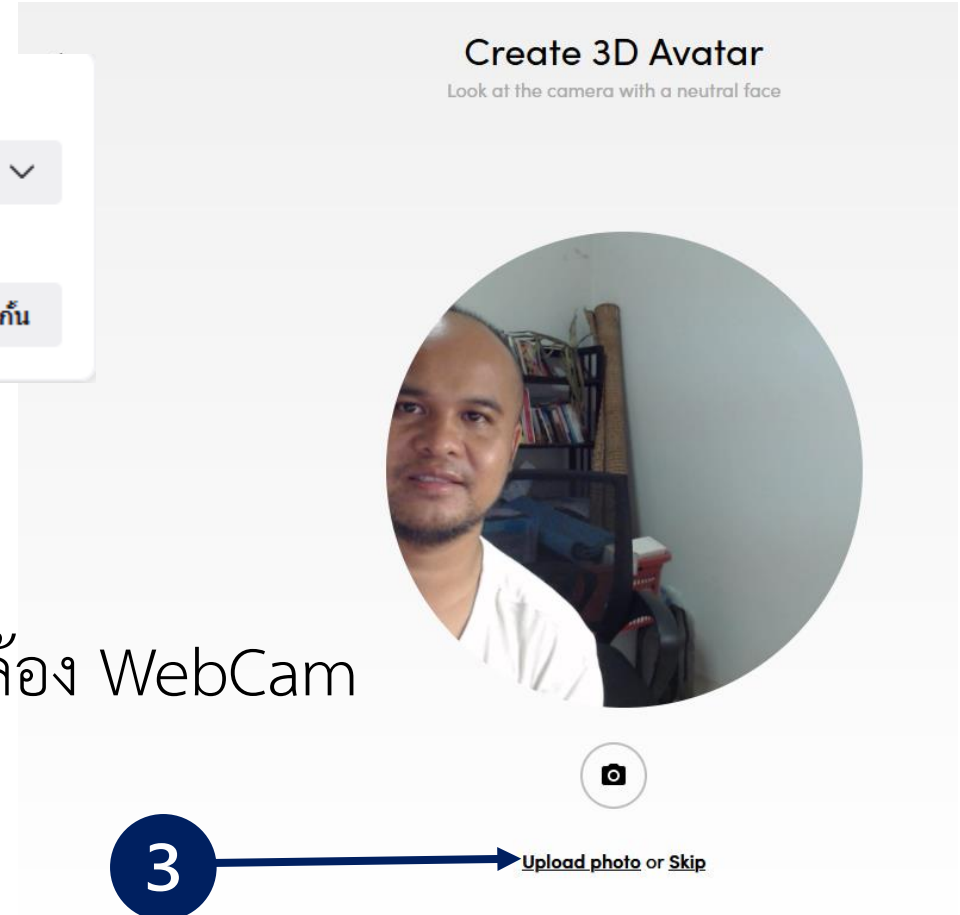 Create 3D Avatar
Look at the camera with a neutral face
กั้น
ล้อง WebCam
3
Upload photo or Skip